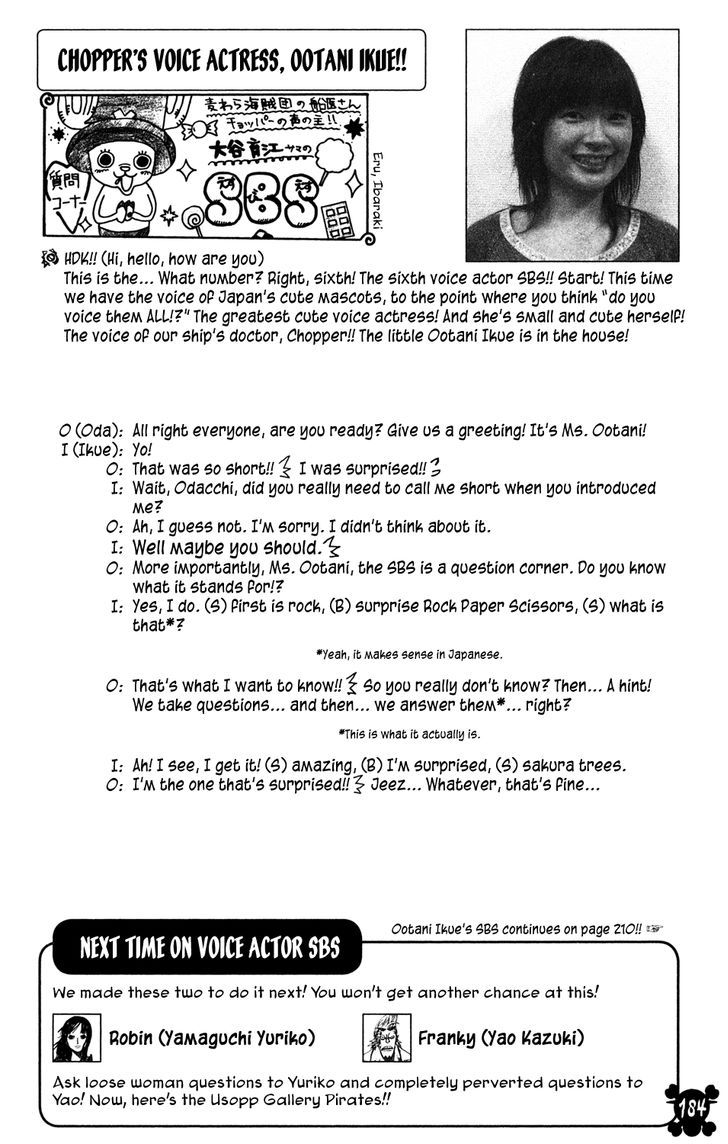 CHOPPER'S VOICE ACTRESS, OOTANI IKUE!!
麦わら海賊団の船医さん
チョッパーの声の主!!
大谷育江サマの
質問
コーナー
SBS
Eru, Ibaraki
HDK!! (Hi, hello, how are you)
This is the... What number? Right, sixth! The sixth voice actor SBS!! Start! This time
we have the voice of Japan's cute mascots, to the point where you think "do you
voice them ALL!?" The greatest cute voice actress! And she's small and cute herself!
The voice of our ship's doctor, Chopper!! The little Ootani Ikue is in the house!
O (Oda): All right everyone, are you ready? Give us a greeting! It's Ms. Ootani!
I (Ikue): Yo!
O: That was so short!! I was surprised!!
I: Wait, Odacchi, did you really need to call me short when you introduced
me?
O: Ah, I guess not. I'm sorry. I didn't think about it.
I: Well maybe you should.
O: More importantly, Ms. Ootani, the SBS is a question corner. Do you know
what it stands for!?
I: Yes, I do. (S) first is rock, (B) surprise Rock Paper Scissors, (S) what is
that*?
*Yeah, it makes sense in Japanese.
O: That's what I want to know!! So you really don't know? Then... A hint!
We take questions... and then... we answer them*... right?
*This is what it actually is.
I: Ah! I see, I get it! (S) amazing, (B) I'm surprised, (S) sakura trees.
O: I'm the one that's surprised!! Jeez... Whatever, that's fine...
Ootani Ikue's SBS continues on page 210!! ☞
NEXT TIME ON VOICE ACTOR SBS
We made these two to do it next! You won't get another chance at this!
Robin (Yamaguchi Yuriko)
Franky (Yao Kazuki)
Ask loose woman questions to Yuriko and completely perverted questions to
Yao! Now, here's the Usopp Gallery Pirates!!
184